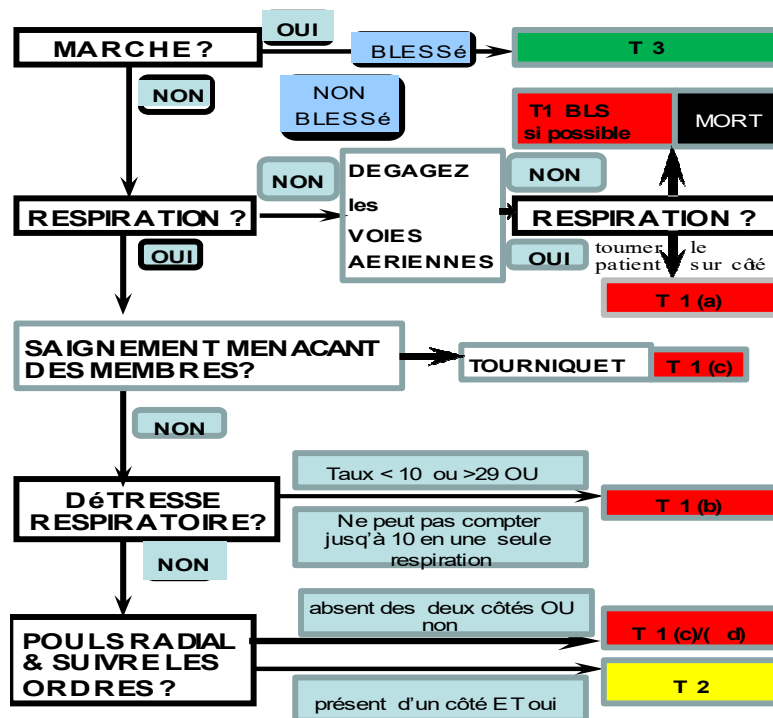 MARCHE?
OUI
BLESSé
T 3
NON
NON
BLESSé
T1 BLS
si possible
MORT
RESPIRATION ?
NON
DEGAGEZ
les
VOIES
AERIENNES
NON
RESPIRATION ?
OUI
OUI
tourner le
patient sur côté
T 1 (a)
SAIGNEMENT MENACANT
DES MEMBRES?
TOURNIQUET
T 1 (c)
NON
DéTRESSE
RESPIRATOIRE?
Taux < 10 ou >29 OU
Ne peut pas compter
jusqu'à 10 en une seule
respiration
T 1 (b)
NON
POULS RADIAL
& SUIVRE LES
ORDRES ?
absent des deux côtés OU
non
T 1 (c)/( d)
présent d'un côté ET oui
T 2